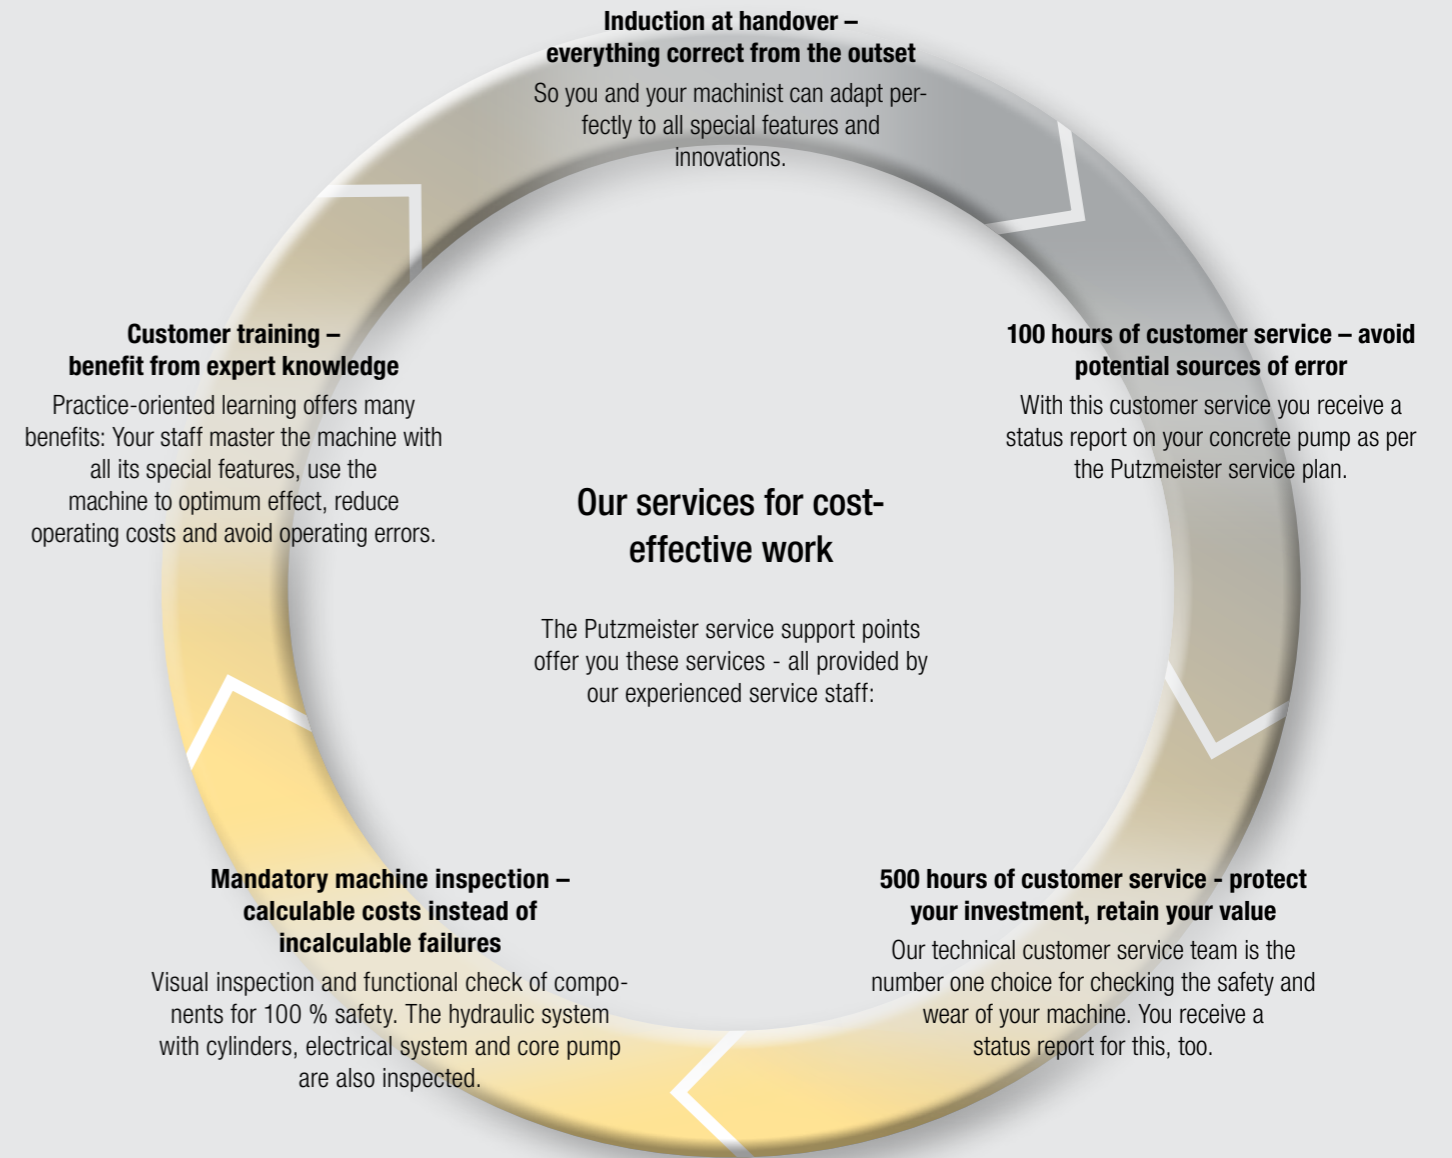 Induction at handover –
everything correct from the outset
So you and your machinist can adapt per-
fectly to all special features and
innovations.
100 hours of customer service – avoid
potential sources of error
With this customer service you receive a
status report on your concrete pump as per
the Putzmeister service plan.
500 hours of customer service - protect
your investment, retain your value
Our technical customer service team is the
number one choice for checking the safety and
wear of your machine. You receive a
status report for this, too.
Mandatory machine inspection –
calculable costs instead of
incalculable failures
Visual inspection and functional check of compo-
nents for 100 % safety. The hydraulic system
with cylinders, electrical system and core pump
are also inspected.
Customer training –
benefit from expert knowledge
Practice-oriented learning offers many
benefits: Your staff master the machine with
all its special features, use the
machine to optimum effect, reduce
operating costs and avoid operating errors.
Our services for cost-
effective work
The Putzmeister service support points
offer you these services - all provided by
our experienced service staff: